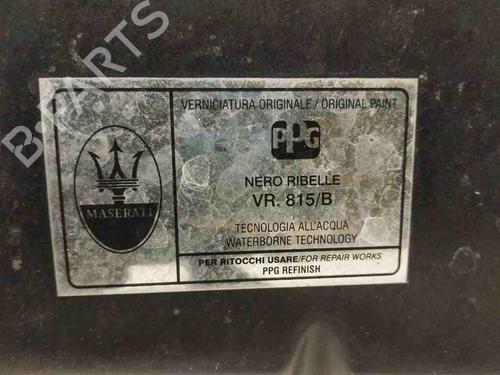 B-PARTS
VERNICIATURA ORIGINALE / ORIGINAL PAINT
PPG
NERO RIBELLE
VR. 815/B
MASERATI
TECNOLOGIA ALL'ACQUA
WATERBORNE TECHNOLOGY
PER RITOCCHI USARE/FOR REPAIR WORKS
PPG REFINISH